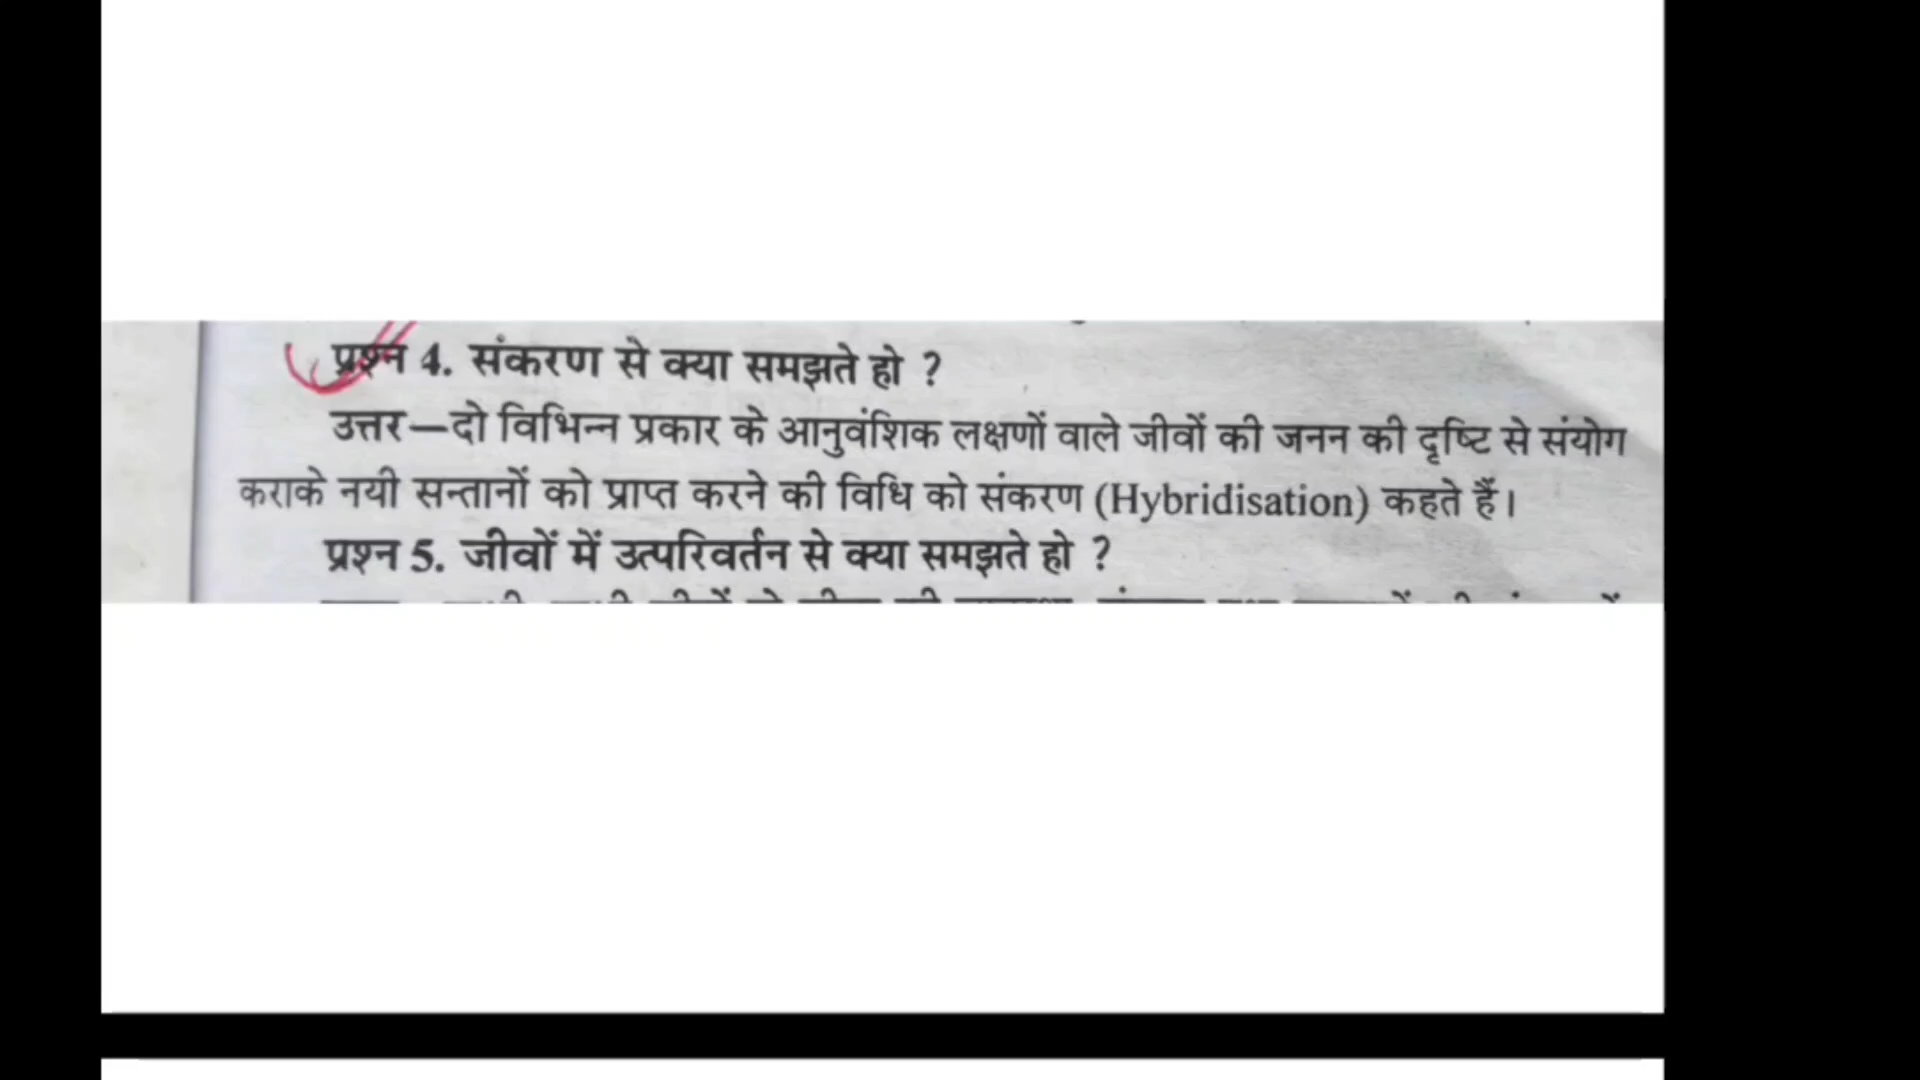 प्रश्न 4. संकरण से क्या समझते हो ?
उत्तर—दो विभिन्न प्रकार के आनुवंशिक लक्षणों वाले जीवों की जनन की दृष्टि से संयोग
कराके नयी सन्तानों को प्राप्त करने की विधि को संकरण (Hybridisation) कहते हैं।
प्रश्न 5. जीवों में उत्परिवर्तन से क्या समझते हो ?